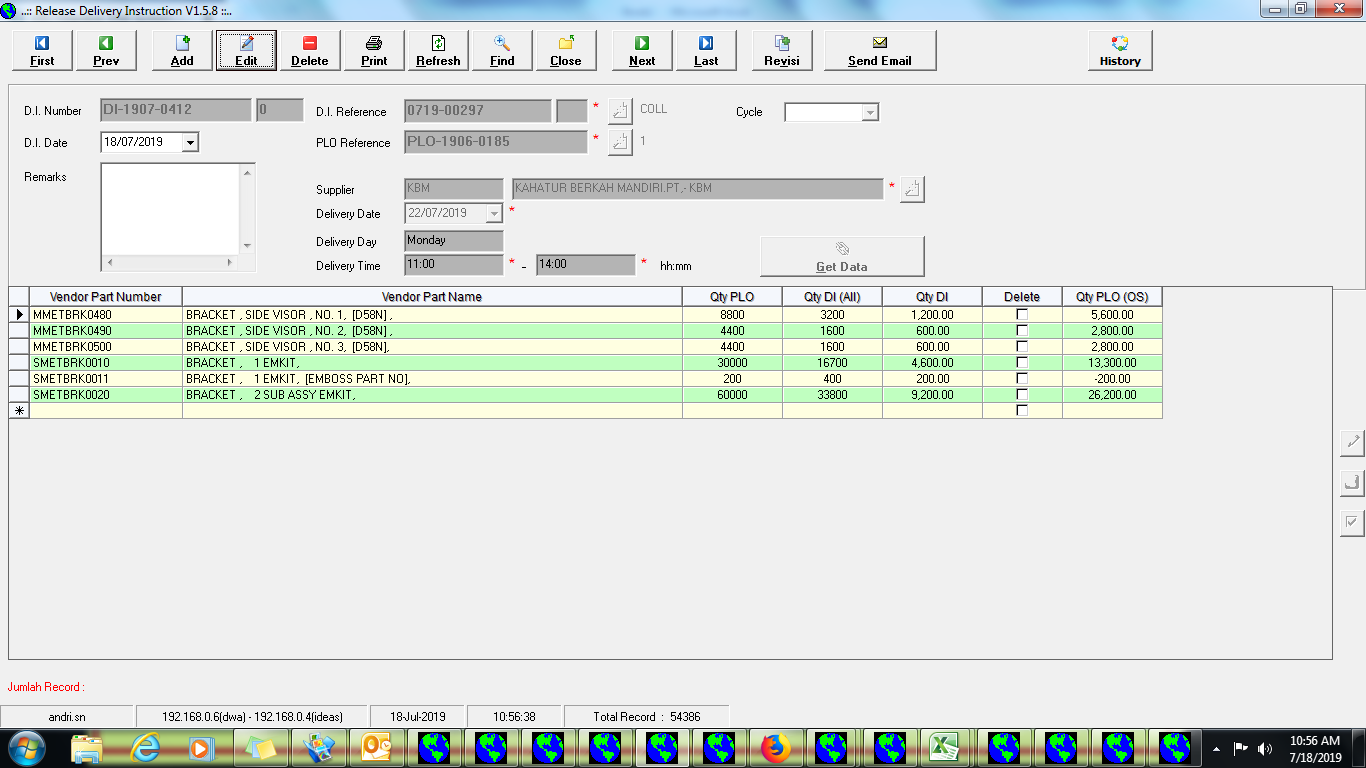 ..:: Release Delivery Instruction V1.5.8 ::..
First Prev Add Edit Delete Print Refresh Find Close Next Last Revisi Send Email History
D.I. Number DI-1907-0412 0 D.I. Reference 0719-00297 * COLL Cycle
D.I. Date 18/07/2019 PLO Reference PLO-1906-0185 * 1
Remarks
Supplier KBM KAHATUR BERKAH MANDIRI.PT,- KBM *
Delivery Date 22/07/2019 *
Delivery Day Monday
Delivery Time 11:00 * - 14:00 * hh:mm
Get Data
Vendor Part Number Vendor Part Name Qty PLO Qty DI (All) Qty DI Delete Qty PLO (OS)
MMETBRK0480 BRACKET , SIDE VISOR , NO. 1, [D58N] , 8800 3200 1,200.00 5,600.00
MMETBRK0490 BRACKET , SIDE VISOR , NO. 2, [D58N] , 4400 1600 600.00 2,800.00
MMETBRK0500 BRACKET , SIDE VISOR , NO. 3, [D58N], 4400 1600 600.00 2,800.00
SMETBRK0010 BRACKET , 1 EMKIT, 30000 16700 4,600.00 13,300.00
SMETBRK0011 BRACKET , 1 EMKIT, [EMBOSS PART NO], 200 400 200.00 -200.00
SMETBRK0020 BRACKET , 2 SUB ASSY EMKIT, 60000 33800 9,200.00 26,200.00
Jumlah Record :
andri.sn 192.168.0.6(dwa) - 192.168.0.4(ideas) 18-Jul-2019 10:56:38 Total Record : 54386
10:56 AM
7/18/2019